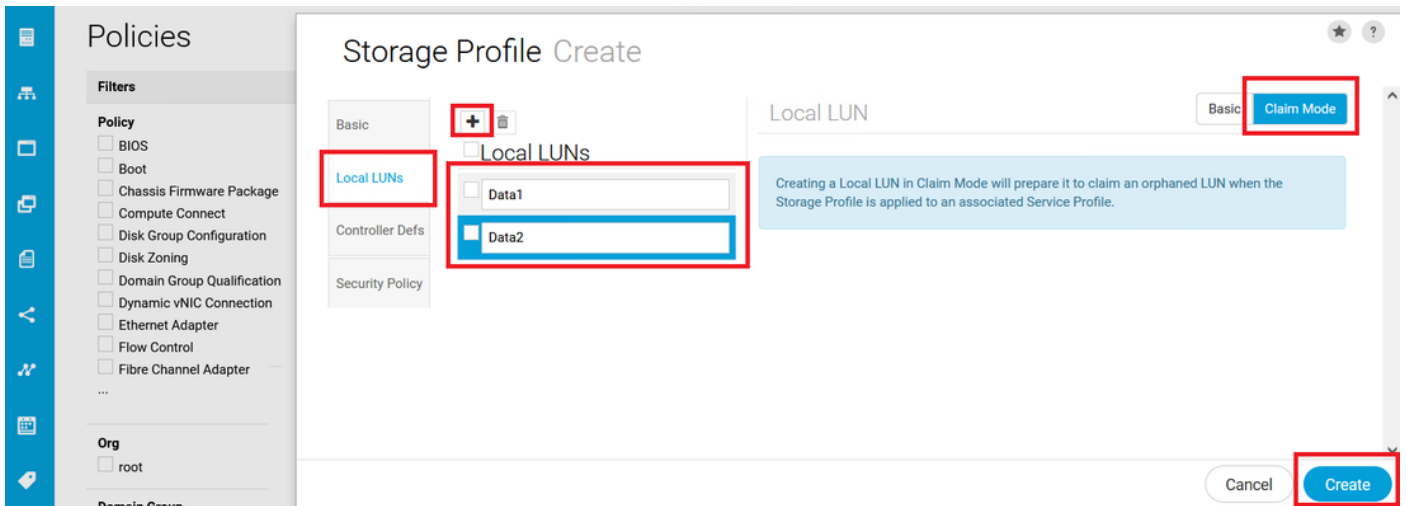 Policies
Filters
Policy
BIOS
Boot
Chassis Firmware Package
Compute Connect
Disk Group Configuration
Disk Zoning
Domain Group Qualification
Dynamic vNIC Connection
Ethernet Adapter
Flow Control
Fibre Channel Adapter
...
Org
root
Domain Group
Storage Profile Create
?
Basic
Local LUNs
Controller Defs
Security Policy
+
Local LUNs
Data1
Data2
Local LUN
Basic
Claim Mode
Creating a Local LUN in Claim Mode will prepare it to claim an orphaned LUN when the
Storage Profile is applied to an associated Service Profile.
Cancel
Create